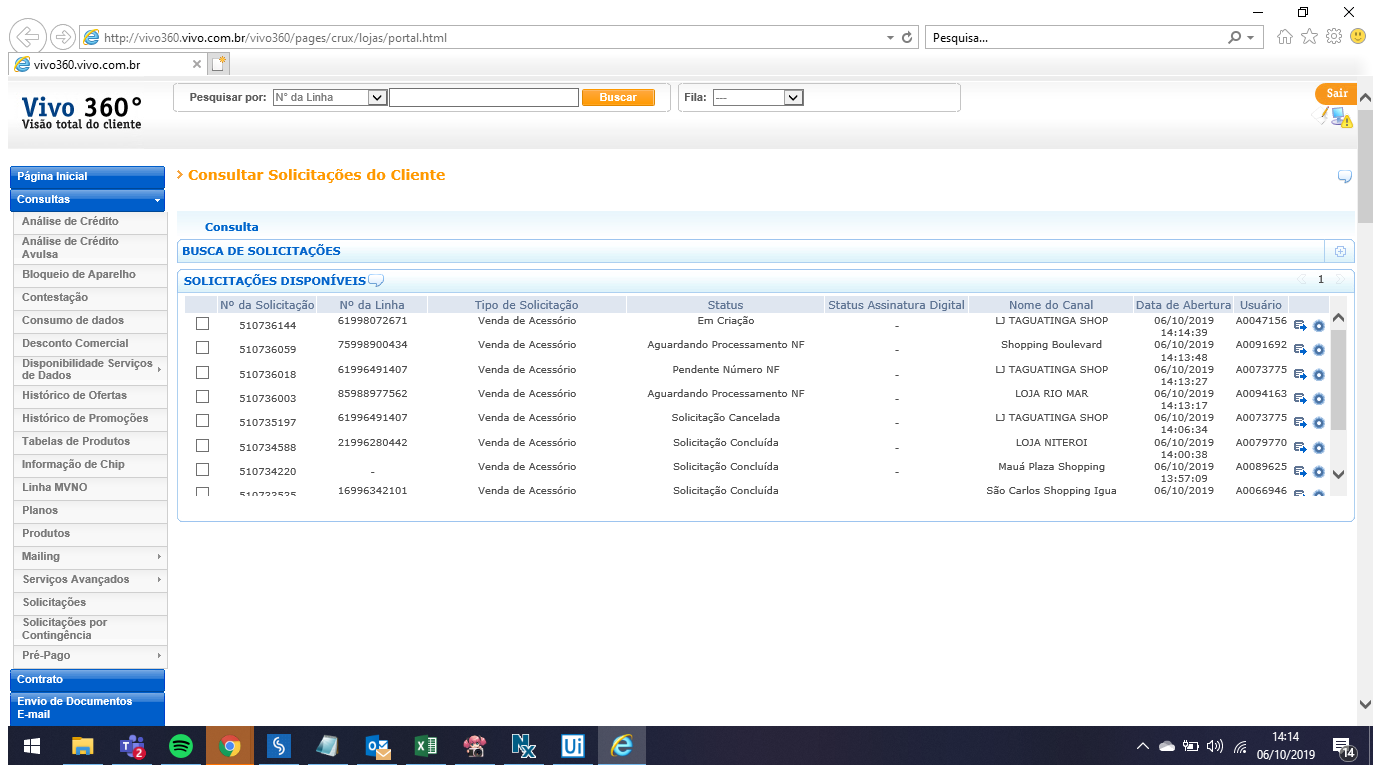 http://vivo360.vivo.com.br/vivo360/pages/crux/lojas/portal.html
Pesquisa...
vivo360.vivo.com.br
Vivo 360°
Visão total do cliente
Pesquisar por: N° da Linha Buscar Fila: ---
Sair
Página Inicial
Consultas
Análise de Crédito
Análise de Crédito
Avulsa
Bloqueio de Aparelho
Contestação
Consumo de dados
Desconto Comercial
Disponibilidade Serviços
de Dados
Histórico de Ofertas
Histórico de Promoções
Tabelas de Produtos
Informação de Chip
Linha MVNO
Planos
Produtos
Mailing
Serviços Avançados
Solicitações
Solicitações por
Contingência
Pré-Pago
Contrato
Envio de Documentos
E-mail
> Consultar Solicitações do Cliente
Consulta
BUSCA DE SOLICITAÇÕES
SOLICITAÇÕES DISPONÍVEIS 1
Nº da Solicitação Nº da Linha Tipo de Solicitação Status Status Assinatura Digital Nome do Canal Data de Abertura Usuário
510736144 61998072671 Venda de Acessório Em Criação - LJ TAGUATINGA SHOP 06/10/2019 14:14:39 A0047156
510736059 75998900434 Venda de Acessório Aguardando Processamento NF - Shopping Boulevard 06/10/2019 14:13:48 A0091692
510736018 61996491407 Venda de Acessório Pendente Número NF - LJ TAGUATINGA SHOP 06/10/2019 14:13:27 A0073775
510736003 85988977562 Venda de Acessório Aguardando Processamento NF - LOJA RIO MAR 06/10/2019 14:13:17 A0094163
510735197 61996491407 Venda de Acessório Solicitação Cancelada - LJ TAGUATINGA SHOP 06/10/2019 14:06:34 A0073775
510734588 21996280442 Venda de Acessório Solicitação Concluída - LOJA NITEROI 06/10/2019 14:00:38 A0079770
510734220 - Venda de Acessório Solicitação Concluída - Mauá Plaza Shopping 06/10/2019 13:57:09 A0089625
16996342101 Venda de Acessório Solicitação Concluída São Carlos Shopping Igua 06/10/2019 A0066946
2
Ui
14:14
06/10/2019
14